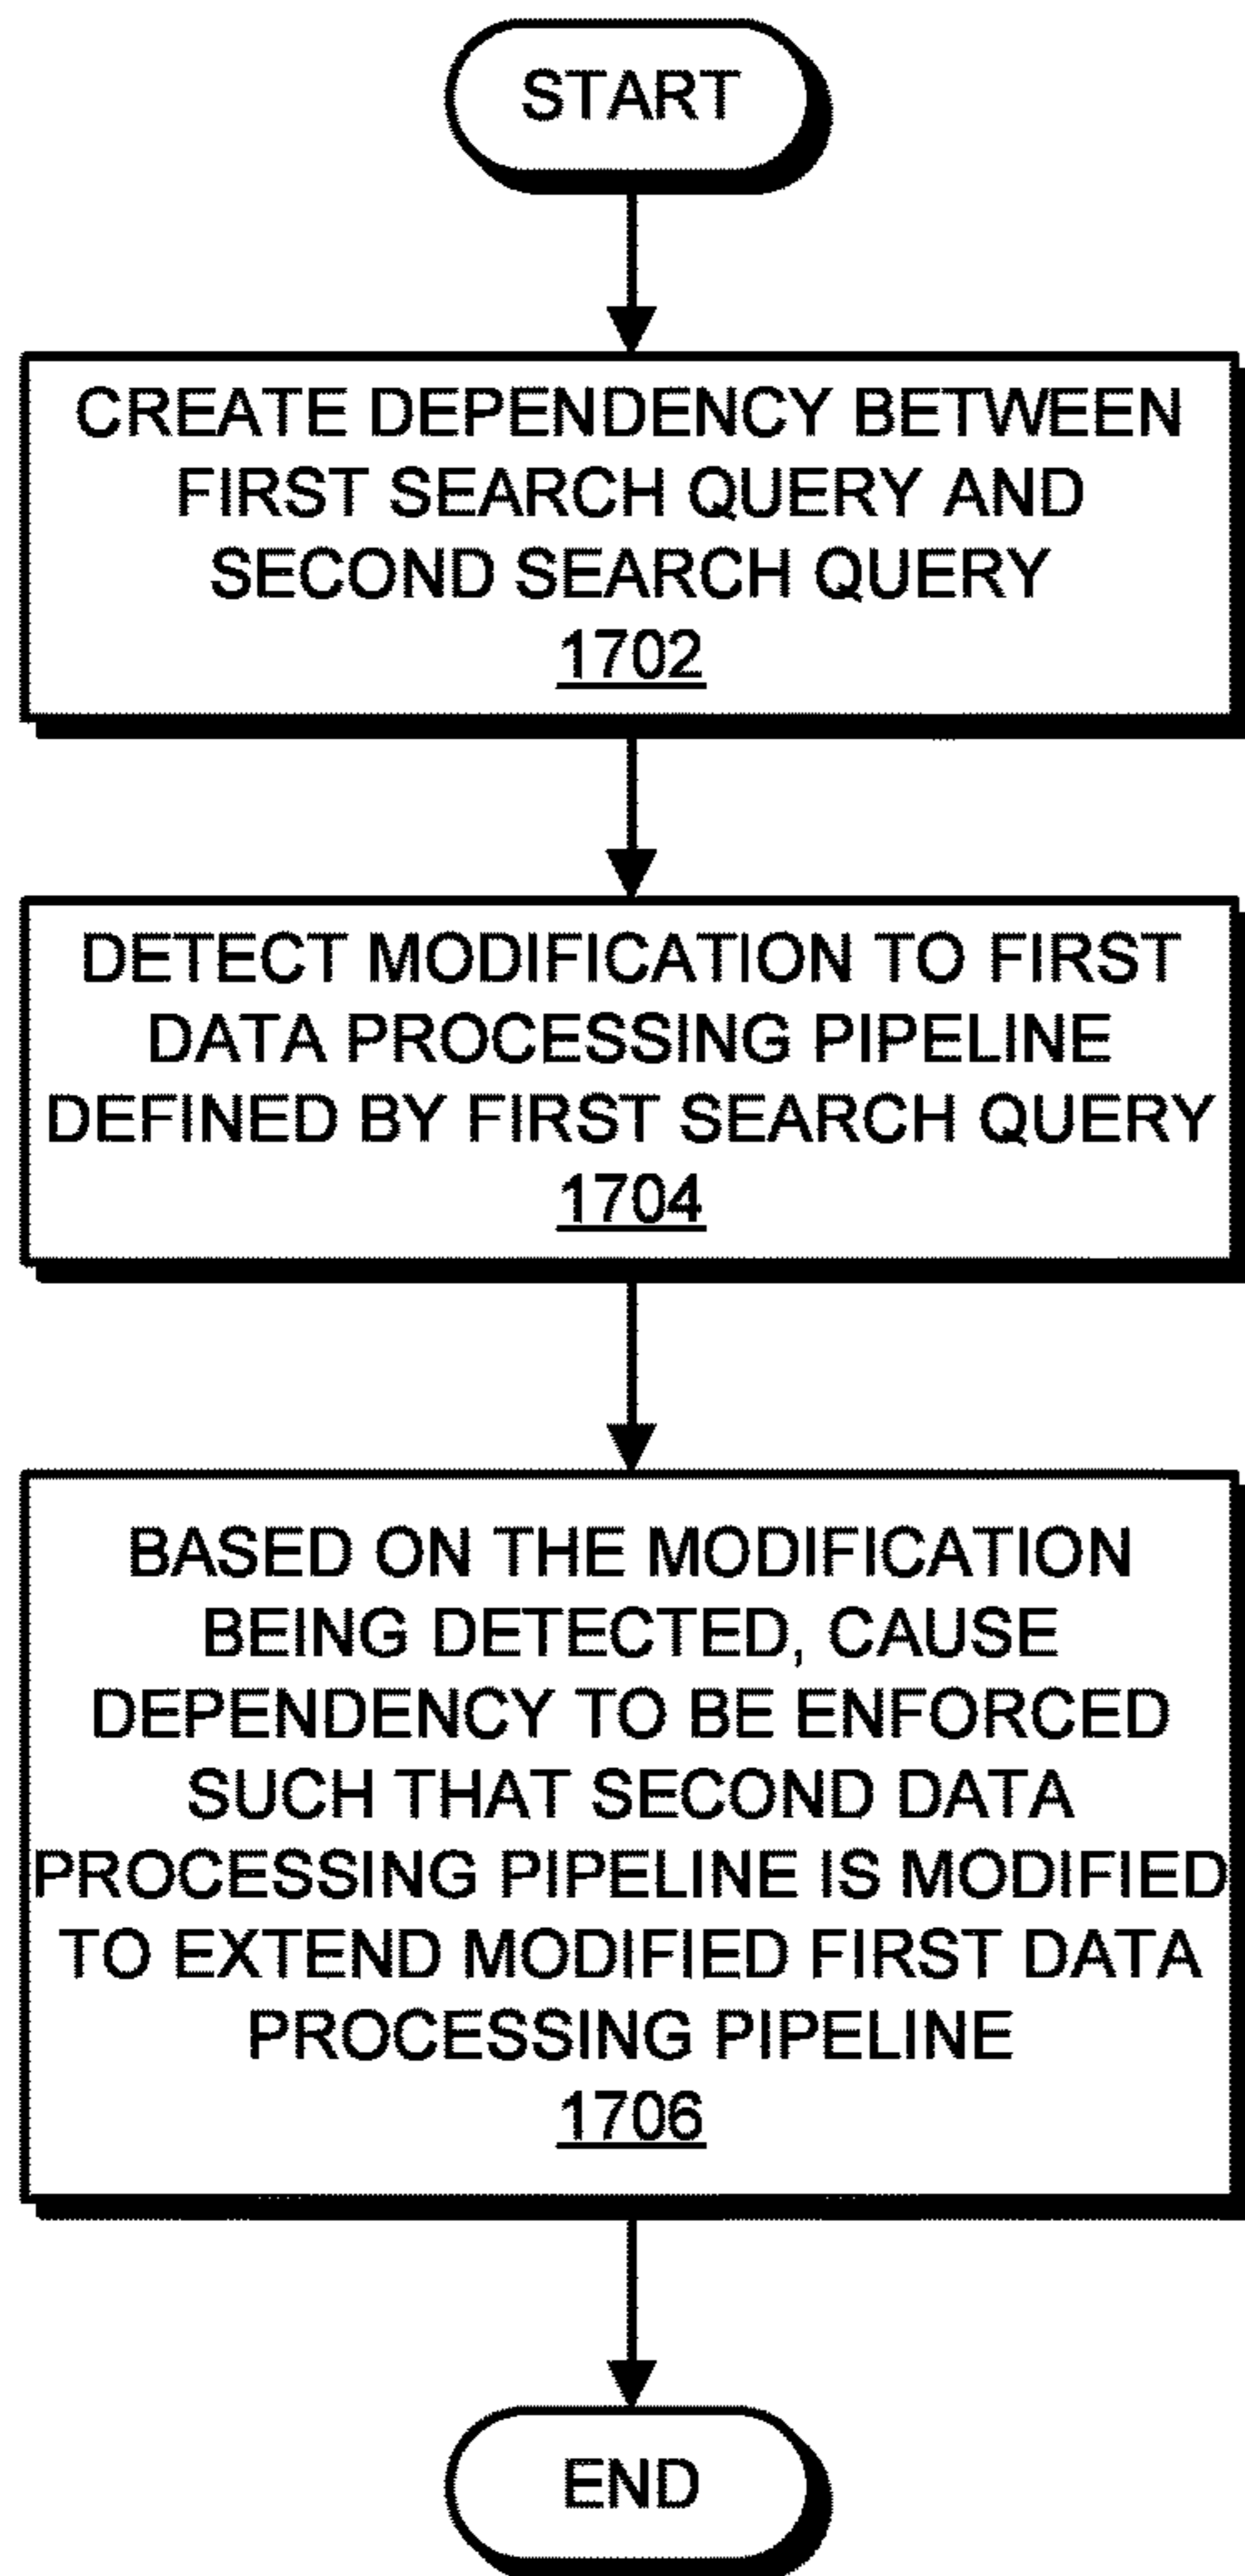 START
CREATE DEPENDENCY BETWEEN
FIRST SEARCH QUERY AND
SECOND SEARCH QUERY
1702
DETECT MODIFICATION TO FIRST
DATA PROCESSING PIPELINE
DEFINED BY FIRST SEARCH QUERY
1704
BASED ON THE MODIFICATION
BEING DETECTED, CAUSE
DEPENDENCY TO BE ENFORCED
SUCH THAT SECOND DATA
PROCESSING PIPELINE IS MODIFIED
TO EXTEND MODIFIED FIRST DATA
PROCESSING PIPELINE
1706
END